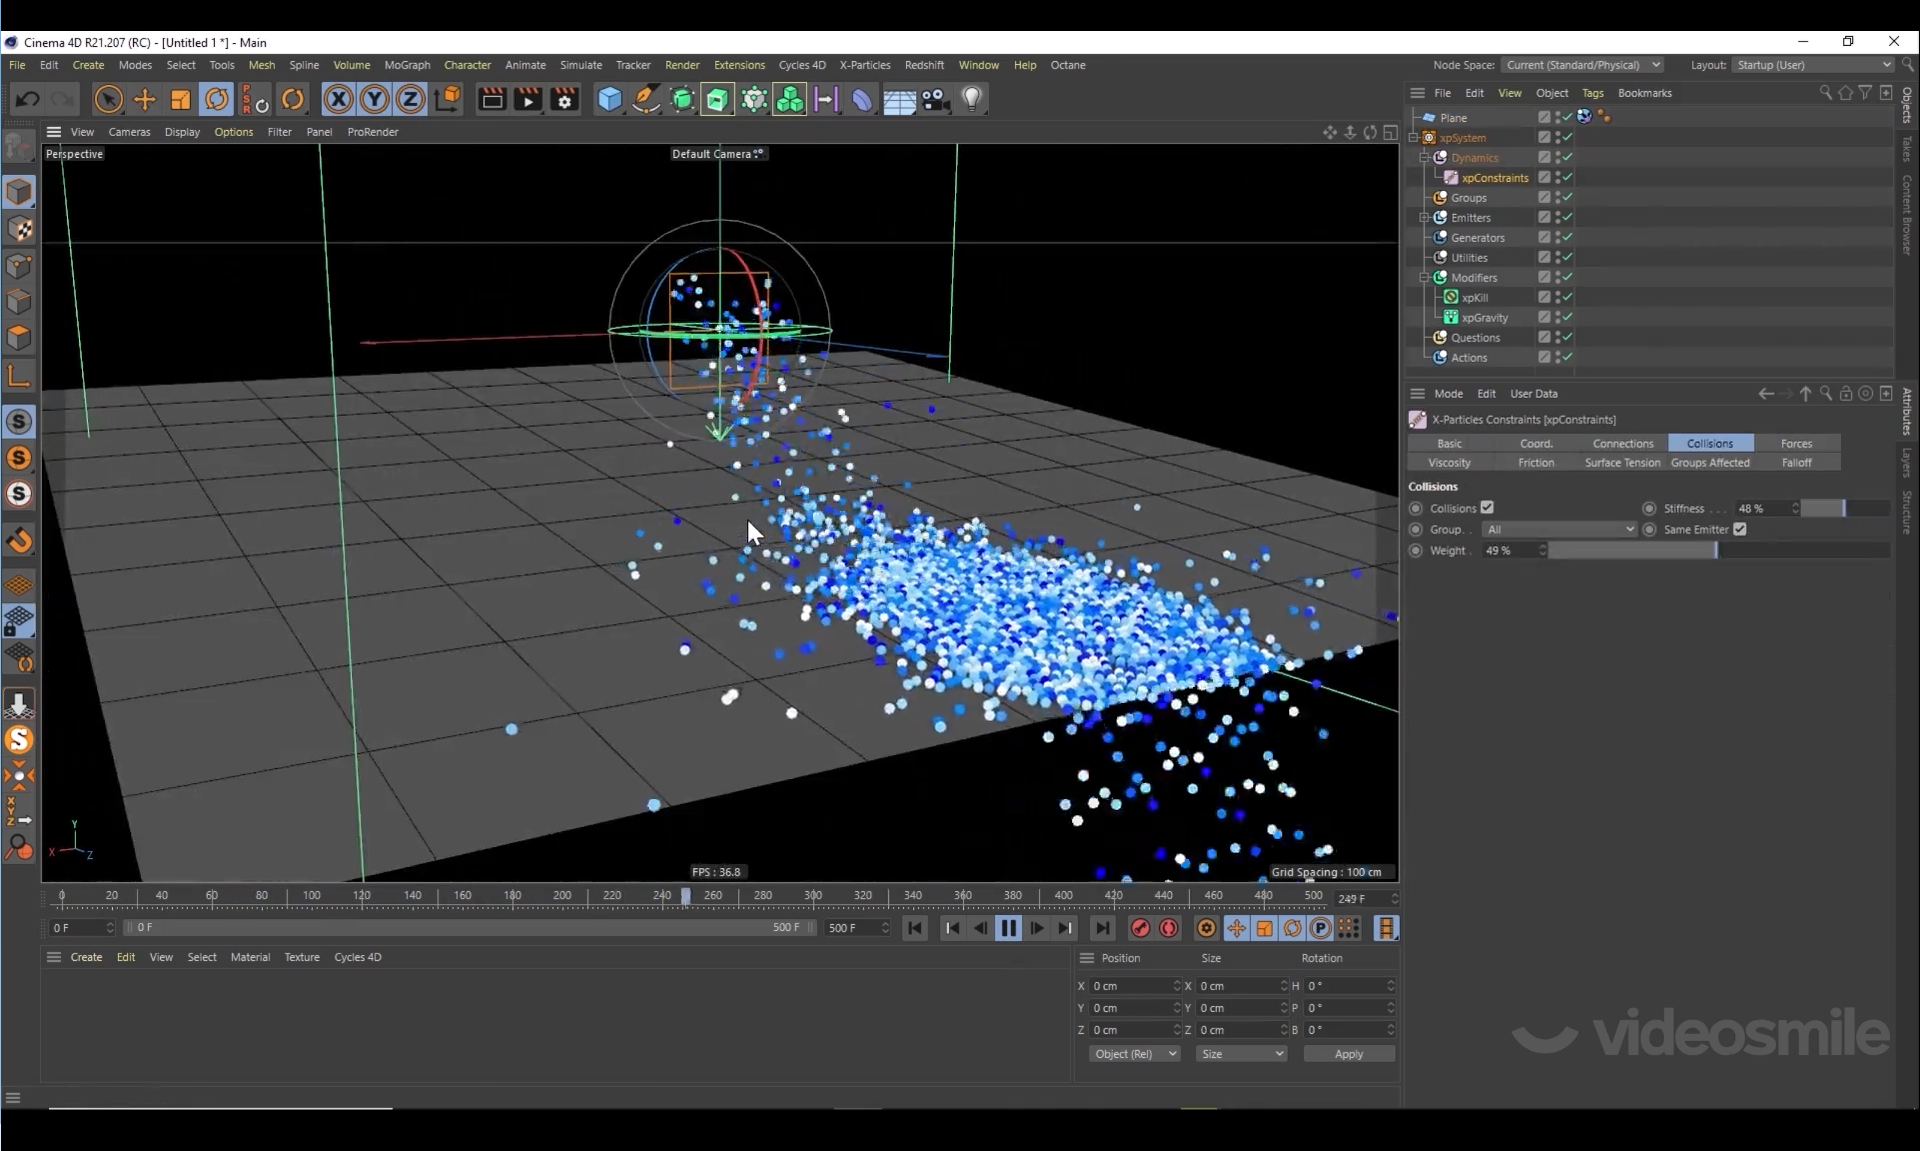 Cinema 4D R21.207 (RC) - [Untitled 1 *] - Main
File Edit Create Modes Select Tools Mesh Spline Volume MoGraph Character Animate Simulate Tracker Render Extensions Cycles 4D X-Particles Redshift Window Help Octane
Node Space: Current (Standard/Physical) Layout: Startup (User)
PSR X Y Z
File Edit View Object Tags Bookmarks
View Cameras Display Options Filter Panel ProRender
Perspective
Default Camera
Plane
xpSystem
Dynamics
xpConstraints
Groups
Emitters
Generators
Utilities
Modifiers
xpKill
xpGravity
Questions
Actions
Objects
Takes
Content Browser
Attributes
Layers
Structure
Mode Edit User Data
X-Particles Constraints [xpConstraints]
Basic Coord. Connections Collisions Forces
Viscosity Friction Surface Tension Groups Affected Falloff
Collisions
Collisions Stiffness . . . 48 %
Group. . All Same Emitter
Weight . 49 %
S
S
S
S
X
Y
Z
Y
X
Z
FPS : 36.8
Grid Spacing : 100 cm
0 20 40 60 80 100 120 140 160 180 200 220 240 260 280 300 320 340 360 380 400 420 440 460 480 500 249 F
0 F 0 F 500 F 500 F P
Create Edit View Select Material Texture Cycles 4D
Position Size Rotation
X 0 cm X 0 cm H 0 °
Y 0 cm Y 0 cm P 0 °
Z 0 cm Z 0 cm B 0 °
Object (Rel) Size Apply
videosmile